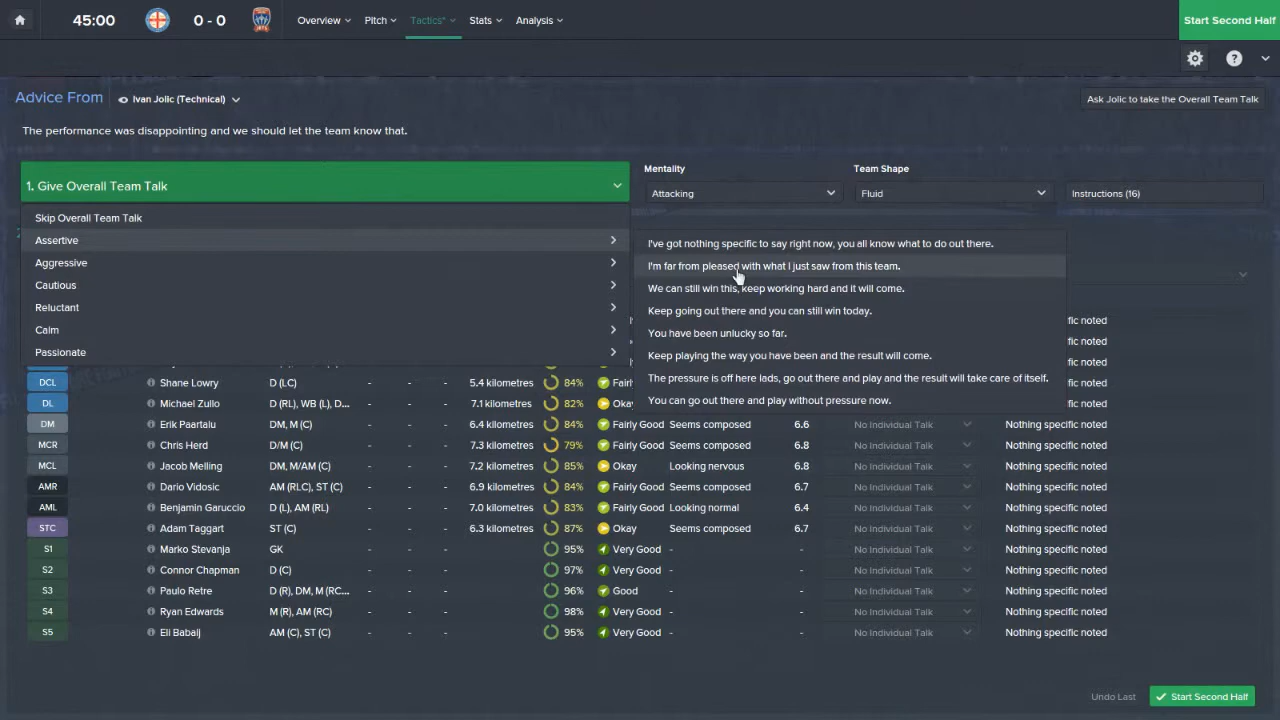 45:00 0 - 0 Overview Pitch Tactics* Stats Analysis Start Second Half
Advice From Ivan Jolic (Technical) Ask Jolic to take the Overall Team Talk
The performance was disappointing and we should let the team know that.
Mentality Team Shape
1. Give Overall Team Talk Attacking Fluid Instructions (16)
Skip Overall Team Talk
Assertive I've got nothing specific to say right now, you all know what to do out there.
Aggressive I'm far from pleased with what I just saw from this team.
Cautious We can still win this, keep working hard and it will come.
Reluctant Keep going out there and you can still win today.
Calm You have been unlucky so far.
Passionate Keep playing the way you have been and the result will come.
The pressure is off here lads, go out there and play and the result will take care of itself.
You can go out there and play without pressure now.
fic noted
fic noted
fic noted
DCL Shane Lowry D (LC) - - - 5.4 kilometres 84% Fairly
DL Michael Zullo D (RL), WB (L), D... - - - 7.1 kilometres 82% Okay
DM Erik Paartalu DM, M (C) - - - 6.4 kilometres 84% Fairly Good Seems composed 6.6 No Individual Talk Nothing specific noted
MCR Chris Herd D/M (C) - - - 7.3 kilometres 79% Fairly Good Seems composed 6.8 No Individual Talk Nothing specific noted
MCL Jacob Melling DM, M/AM (C) - - - 7.2 kilometres 85% Okay Looking nervous 6.8 No Individual Talk Nothing specific noted
AMR Dario Vidosic AM (RLC), ST (C) - - - 6.9 kilometres 84% Fairly Good Seems composed 6.7 No Individual Talk Nothing specific noted
AML Benjamin Garuccio D (L), AM (RL) - - - 7.0 kilometres 83% Fairly Good Looking normal 6.4 No Individual Talk Nothing specific noted
STC Adam Taggart ST (C) - - - 6.3 kilometres 87% Okay Seems composed 6.7 No Individual Talk Nothing specific noted
S1 Marko Stevanja GK - - - 95% Very Good - - No Individual Talk Nothing specific noted
S2 Connor Chapman D (C) - - - 97% Very Good - - No Individual Talk Nothing specific noted
S3 Paulo Retre D (R), DM, M (RC... - - - 96% Good - - No Individual Talk Nothing specific noted
S4 Ryan Edwards M (R), AM (RC) - - - 98% Very Good - - No Individual Talk Nothing specific noted
S5 Eli Babalj AM (C), ST (C) - - - 95% Very Good - - No Individual Talk Nothing specific noted
Undo Last Start Second Half